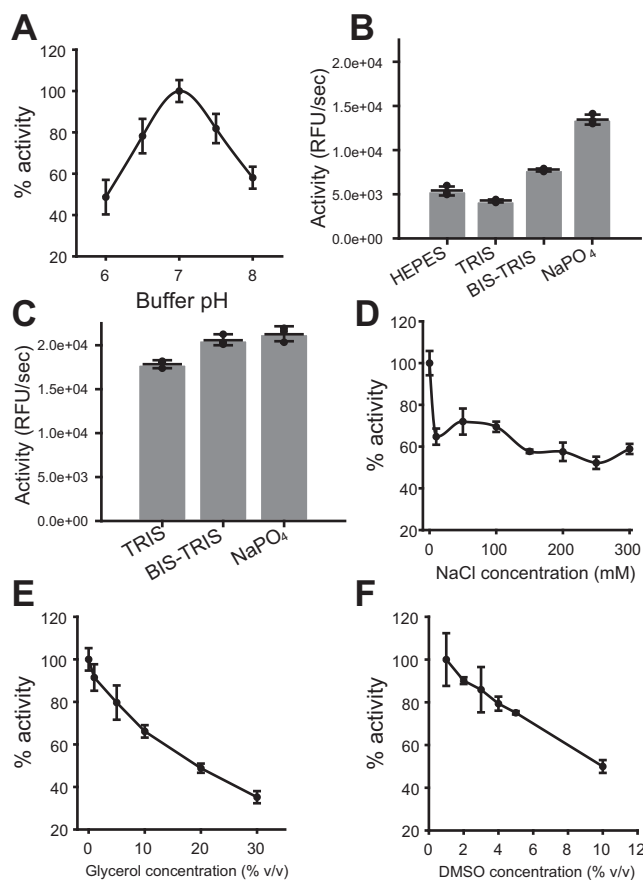 A
% activity
120
100
80
60
40
20
6
7
8
Buffer pH
B
Activity (RFU/sec)
2.0e+04
1.5e+04
1.0e+04
5.0e+03
0.0e+00
HEPES
TRIS
BIS-TRIS
NaPO4
C
Activity (RFU/sec)
2.0e+04
1.5e+04
1.0e+04
5.0e+03
0.0e+00
TRIS
BIS-TRIS
NaPO4
D
% activity
120
100
80
60
40
20
0
100
200
300
NaCl concentration (mM)
E
% activity
120
100
80
60
40
20
0
10
20
30
Glycerol concentration (% v/v)
F
% activity
120
100
80
60
40
20
0
2
4
6
8
10
12
DMSO concentration (% v/v)